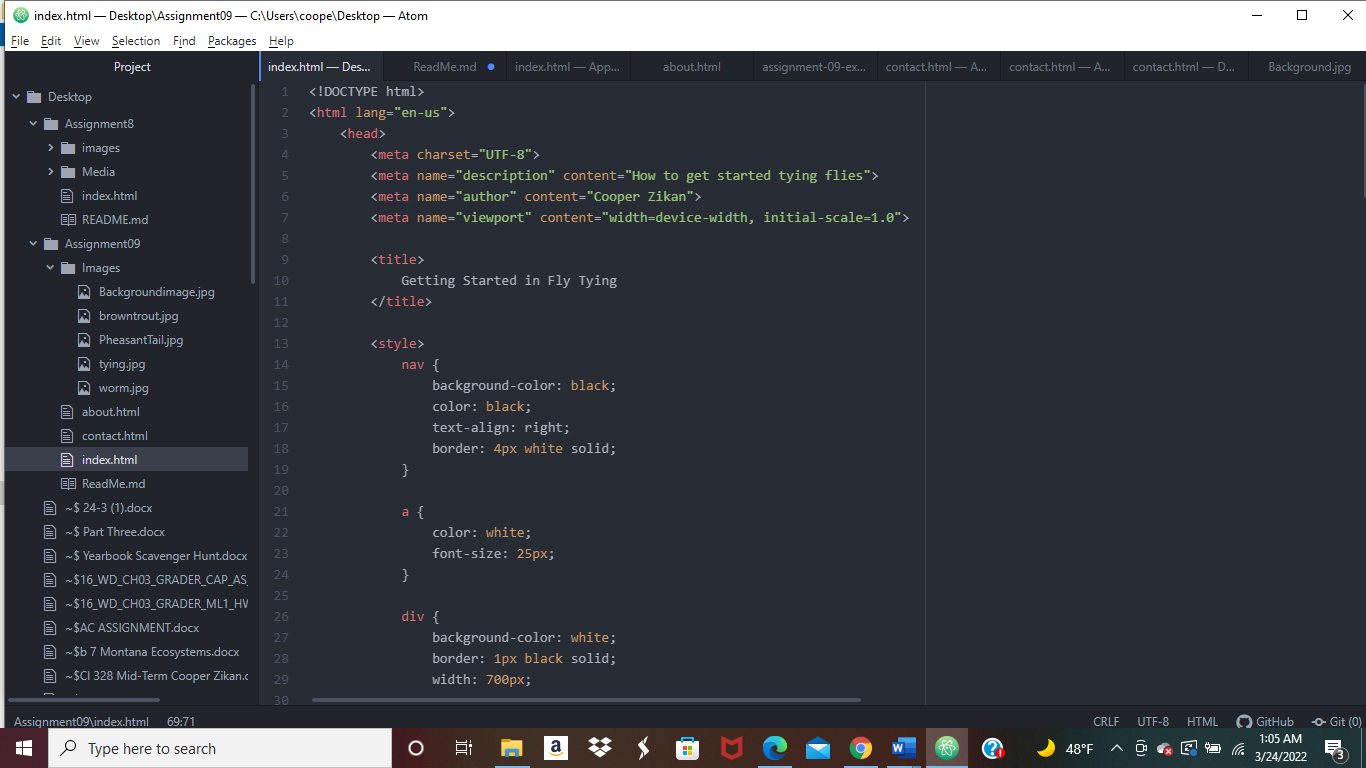 index.html — Desktop\Assignment09 — C:\Users\coope\Desktop — Atom
File Edit View Selection Find Packages Help
Project
index.html — Des... ReadMe.md index.html — App... about.html assignment-09-ex... contact.html — A... contact.html — A... contact.html — D... Background.jpg
Desktop
Assignment8
images
Media
index.html
README.md
Assignment09
Images
Backgroundimage.jpg
browntrout.jpg
PheasantTail.jpg
tying.jpg
worm.jpg
about.html
contact.html
index.html
ReadMe.md
~$ 24-3 (1).docx
~$ Part Three.docx
~$ Yearbook Scavenger Hunt.docx
~$16_WD_CH03_GRADER_CAP_AS_
~$16_WD_CH03_GRADER_ML1_HW
~$AC ASSIGNMENT.docx
~$b 7 Montana Ecosystems.docx
~$CI 328 Mid-Term Cooper Zikan.c
1 <!DOCTYPE html>
2 <html lang="en-us">
3 <head>
4 <meta charset="UTF-8">
5 <meta name="description" content="How to get started tying flies">
6 <meta name="author" content="Cooper Zikan">
7 <meta name="viewport" content="width=device-width, initial-scale=1.0">
8
9 <title>
10 Getting Started in Fly Tying
11 </title>
12
13 <style>
14 nav {
15 background-color: black;
16 color: black;
17 text-align: right;
18 border: 4px white solid;
19 }
20
21 a {
22 color: white;
23 font-size: 25px;
24 }
25
26 div {
27 background-color: white;
28 border: 1px black solid;
29 width: 700px;
30
Assignment09\index.html 69:71 CRLF UTF-8 HTML GitHub Git (0)
Type here to search
48°F
1:05 AM
3/24/2022
3